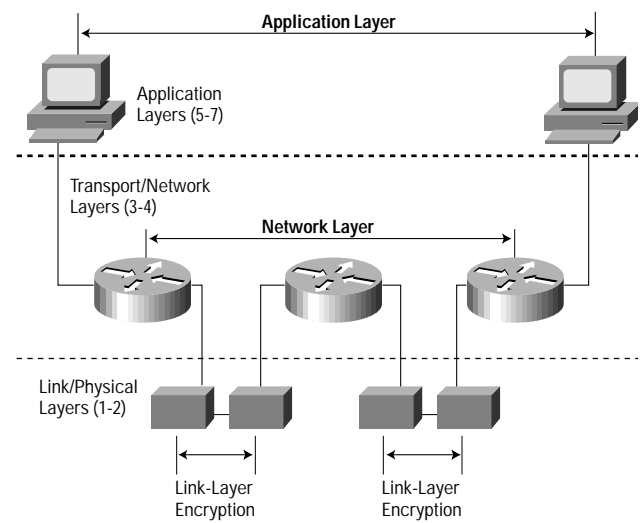 Application Layer
Application
Layers (5-7)
Transport/Network
Layers (3-4)
Network Layer
Link/Physical
Layers (1-2)
Link-Layer
Encryption
Link-Layer
Encryption